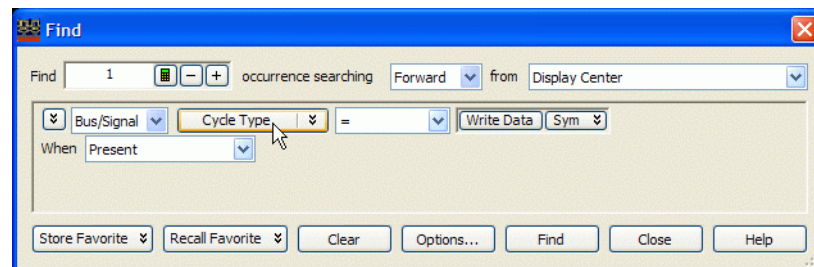 Find
Find 1 - + occurrence searching Forward from Display Center
Bus/Signal Cycle Type = Write Data Sym
When Present
Store Favorite Recall Favorite Clear Options... Find Close Help